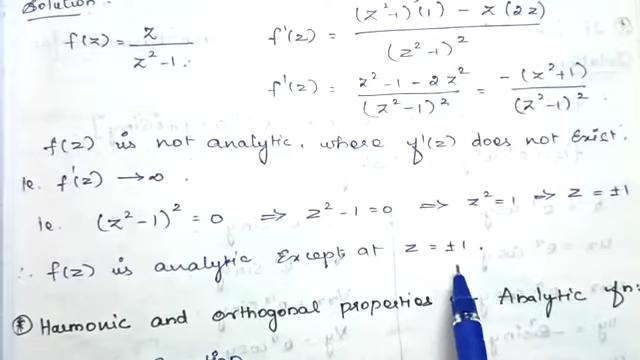 Solution:
f(z) = z / (z² - 1) . f'(z) = ((z²-1)(1) - z(2z)) / (z²-1)²
f'(z) = (z² - 1 - 2z²) / (z²-1)² = -(z²+1) / (z²-1)² .
f(z) is not analytic, where f'(z) does not exist.
ie. f'(z) → ∞ .
ie. (z²-1)² = 0 ⇒ z²-1=0 ⇒ z²=1 ⇒ z = ±1
∴ f(z) is analytic Except at z = ±1 .
* Harmonic and orthogonal properties Analytic fn: